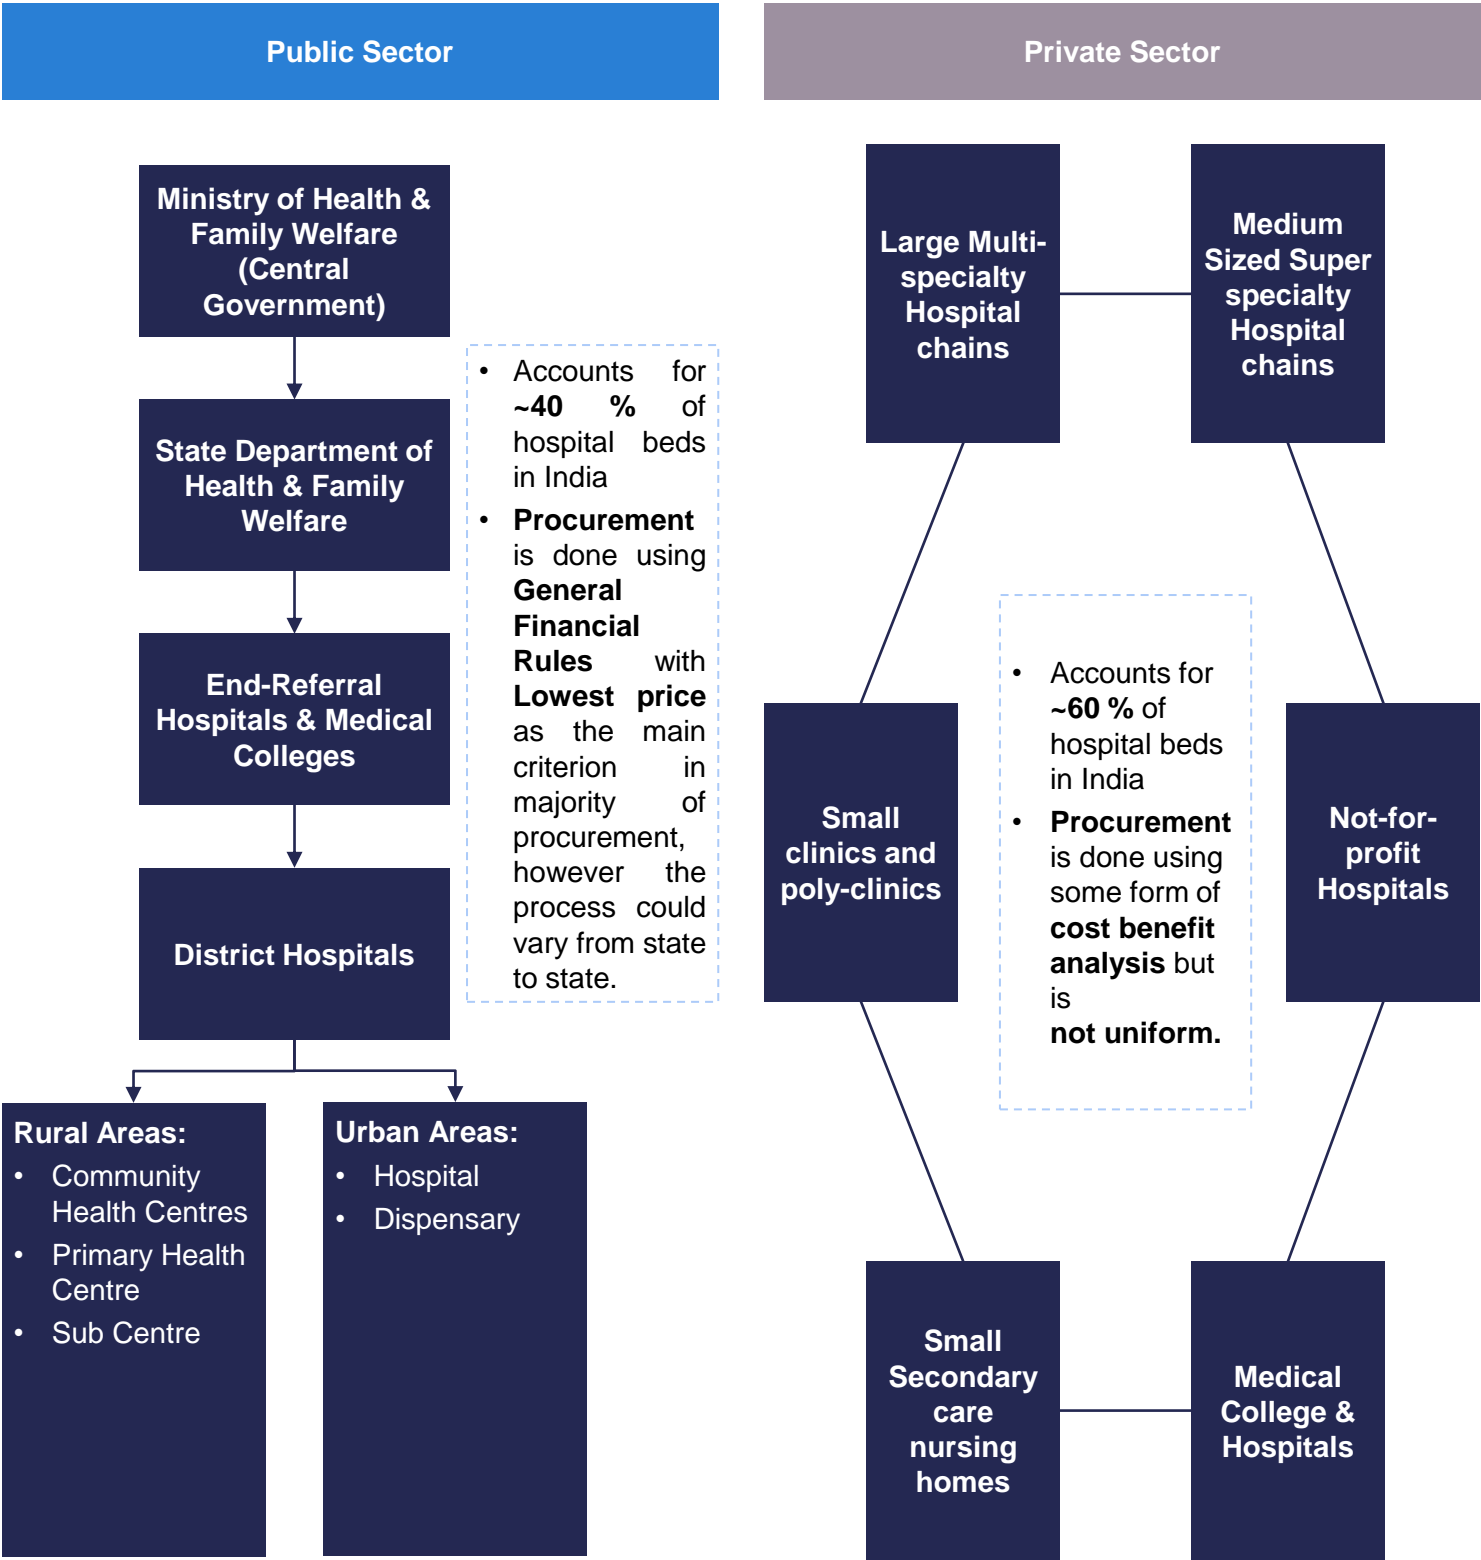 Public Sector
Ministry of Health &
Family Welfare
(Central
Government)
State Department of
Health & Family
Welfare
End-Referral
Hospitals & Medical
Colleges
District Hospitals
Rural Areas:
• Community
Health Centres
• Primary Health
Centre
• Sub Centre
Urban Areas:
• Hospital
• Dispensary
• Accounts for
~40 % of
hospital beds
in India
• Procurement
is done using
General
Financial
Rules with
Lowest price
as the main
criterion in
majority of
procurement,
however the
process could
vary from state
to state.
Private Sector
Large Multi-
specialty
Hospital
chains
Medium
Sized Super
specialty
Hospital
chains
Small
clinics and
poly-clinics
• Accounts for
~60 % of
hospital beds
in India
• Procurement
is done using
some form of
cost benefit
analysis but
is
not uniform.
Not-for-
profit
Hospitals
Small
Secondary
care
nursing
homes
Medical
College &
Hospitals